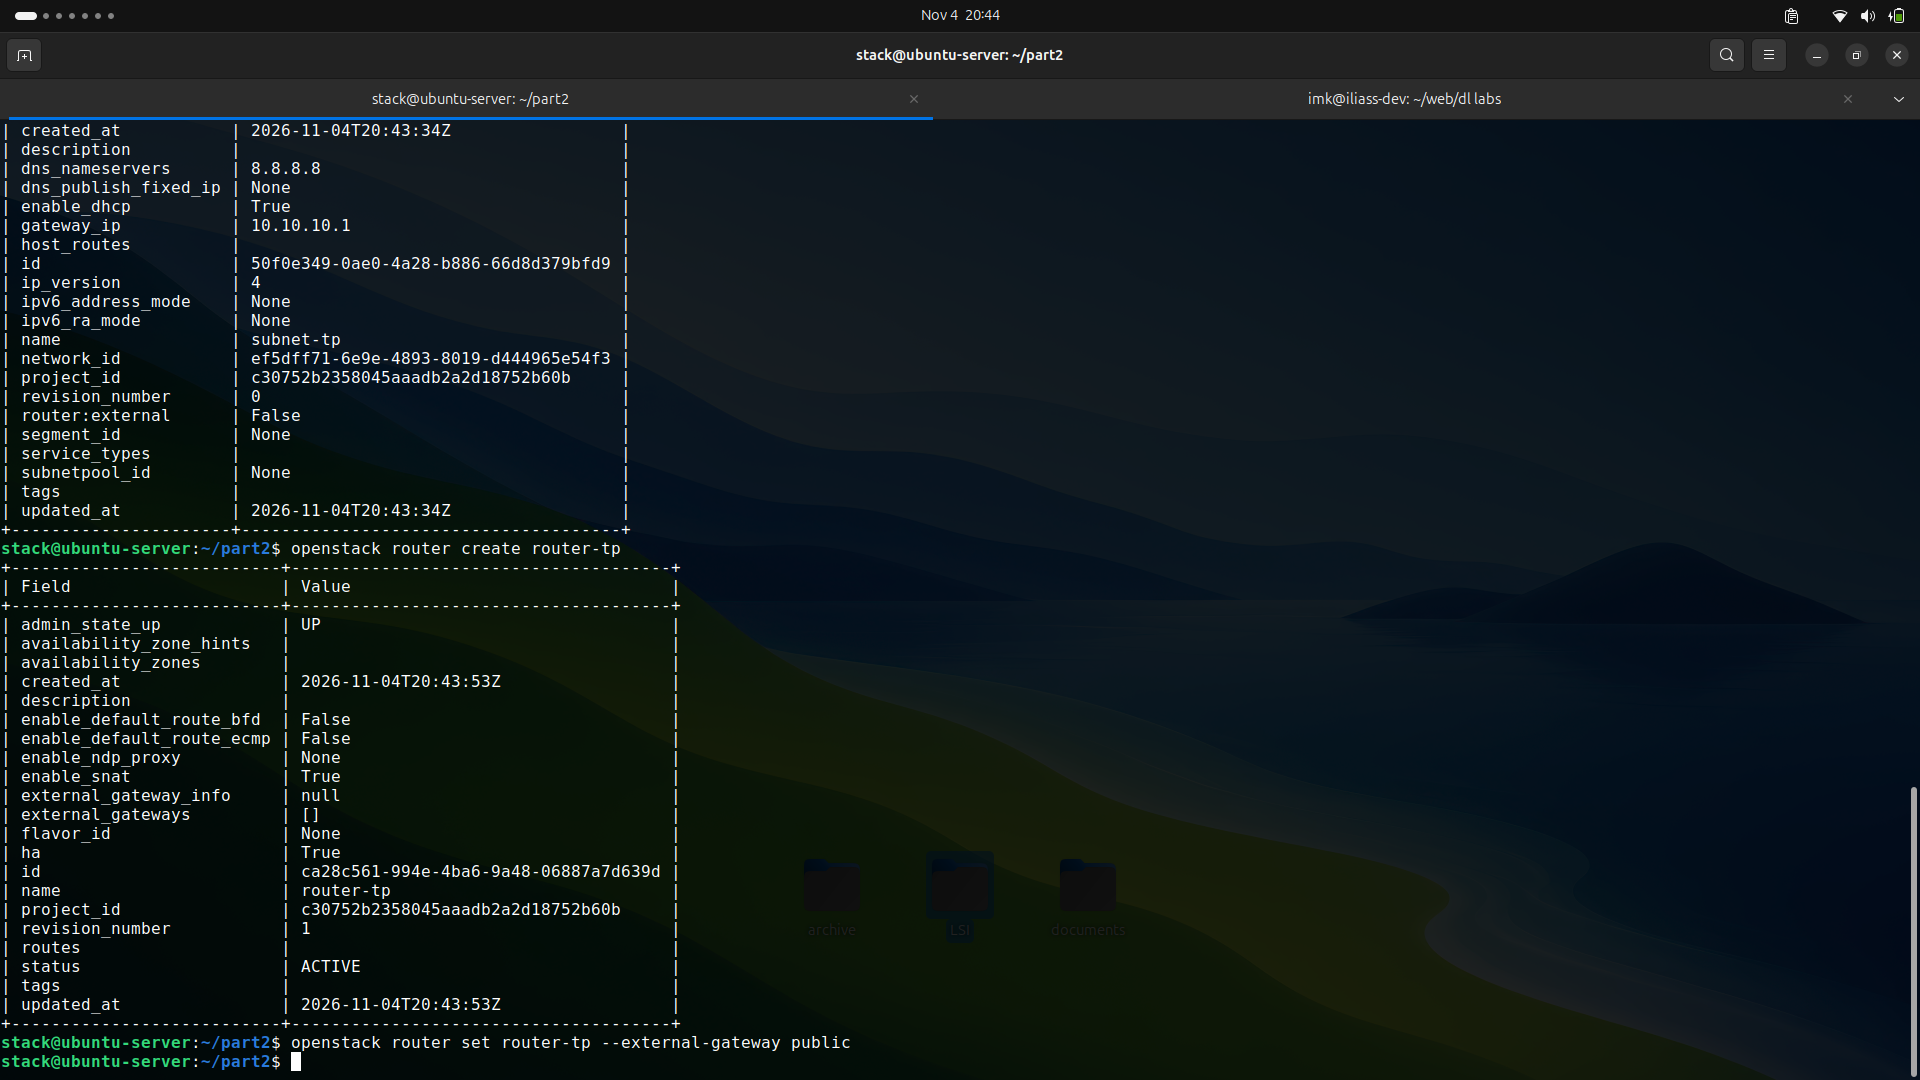 Nov 4 20:44
stack@ubuntu-server: ~/part2
stack@ubuntu-server: ~/part2
imk@iliass-dev: ~/web/dl labs
| created_at           | 2026-11-04T20:43:34Z                 |
| description          |                                      |
| dns_nameservers      | 8.8.8.8                              |
| dns_publish_fixed_ip | None                                 |
| enable_dhcp          | True                                 |
| gateway_ip           | 10.10.10.1                           |
| host_routes          |                                      |
| id                   | 50f0e349-0ae0-4a28-b886-66d8d379bfd9 |
| ip_version           | 4                                    |
| ipv6_address_mode    | None                                 |
| ipv6_ra_mode         | None                                 |
| name                 | subnet-tp                            |
| network_id           | ef5dff71-6e9e-4893-8019-d444965e54f3 |
| project_id           | c30752b2358045aaadb2a2d18752b60b     |
| revision_number      | 0                                    |
| router:external      | False                                |
| segment_id           | None                                 |
| service_types        |                                      |
| subnetpool_id        | None                                 |
| tags                 |                                      |
| updated_at           | 2026-11-04T20:43:34Z                 |
+----------------------+--------------------------------------+
stack@ubuntu-server:~/part2$ openstack router create router-tp
+---------------------------+--------------------------------------+
| Field                     | Value                                |
+---------------------------+--------------------------------------+
| admin_state_up            | UP                                   |
| availability_zone_hints   |                                      |
| availability_zones        |                                      |
| created_at                | 2026-11-04T20:43:53Z                 |
| description               |                                      |
| enable_default_route_bfd  | False                                |
| enable_default_route_ecmp | False                                |
| enable_ndp_proxy          | None                                 |
| enable_snat               | True                                 |
| external_gateway_info     | null                                 |
| external_gateways         | []                                   |
| flavor_id                 | None                                 |
| ha                        | True                                 |
| id                        | ca28c561-994e-4ba6-9a48-06887a7d639d |
| name                      | router-tp                            |
| project_id                | c30752b2358045aaadb2a2d18752b60b     |
| revision_number           | 1                                    |
| routes                    |                                      |
| status                    | ACTIVE                               |
| tags                      |                                      |
| updated_at                | 2026-11-04T20:43:53Z                 |
+---------------------------+--------------------------------------+
stack@ubuntu-server:~/part2$ openstack router set router-tp --external-gateway public
stack@ubuntu-server:~/part2$
archive
LSI
documents